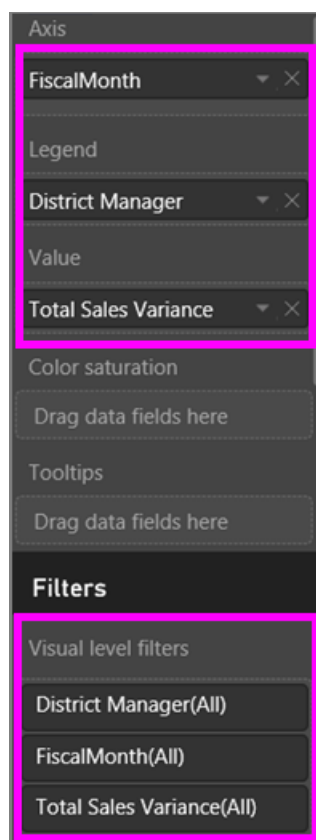 Axis
FiscalMonth
Legend
District Manager
Value
Total Sales Variance
Color saturation
Drag data fields here
Tooltips
Drag data fields here
Filters
Visual level filters
District Manager(All)
FiscalMonth(All)
Total Sales Variance(All)